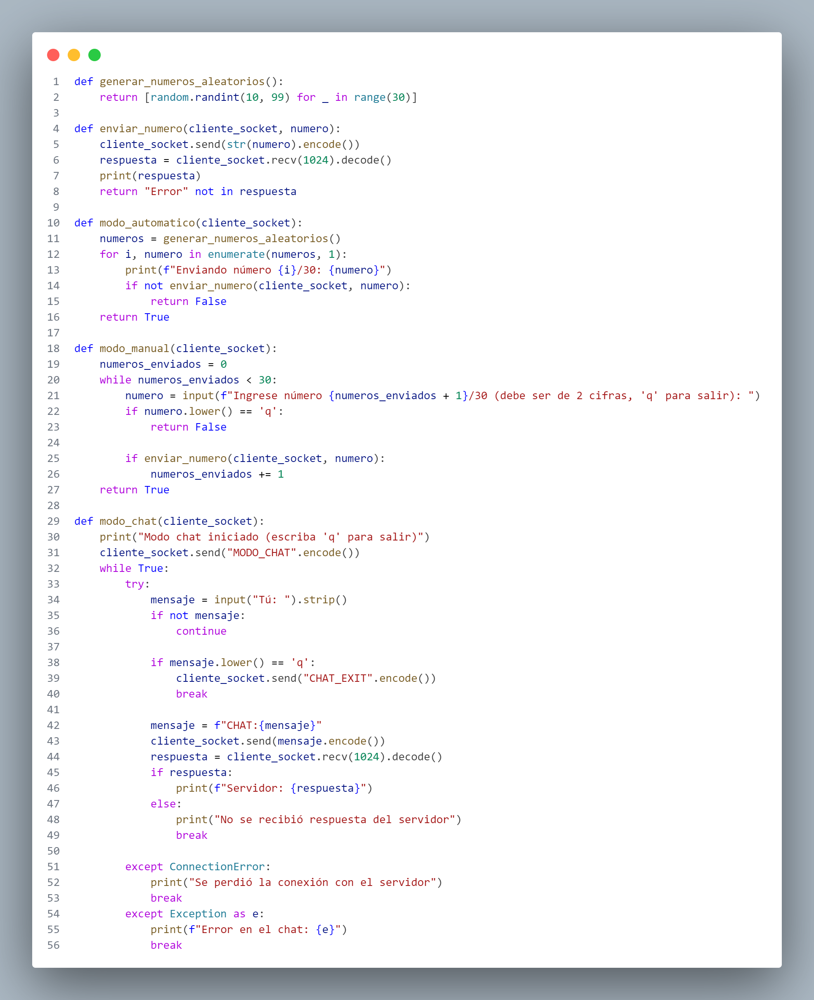 1 def generar_numeros_aleatorios():
2     return [random.randint(10, 99) for _ in range(30)]
3
4 def enviar_numero(cliente_socket, numero):
5     cliente_socket.send(str(numero).encode())
6     respuesta = cliente_socket.recv(1024).decode()
7     print(respuesta)
8     return "Error" not in respuesta
9
10 def modo_automatico(cliente_socket):
11     numeros = generar_numeros_aleatorios()
12     for i, numero in enumerate(numeros, 1):
13         print(f"Enviando número {i}/30: {numero}")
14         if not enviar_numero(cliente_socket, numero):
15             return False
16     return True
17
18 def modo_manual(cliente_socket):
19     numeros_enviados = 0
20     while numeros_enviados < 30:
21         numero = input(f"Ingrese número {numeros_enviados + 1}/30 (debe ser de 2 cifras, 'q' para salir): ")
22         if numero.lower() == 'q':
23             return False
24
25         if enviar_numero(cliente_socket, numero):
26             numeros_enviados += 1
27     return True
28
29 def modo_chat(cliente_socket):
30     print("Modo chat iniciado (escriba 'q' para salir)")
31     cliente_socket.send("MODO_CHAT".encode())
32     while True:
33         try:
34             mensaje = input("Tú: ").strip()
35             if not mensaje:
36                 continue
37
38             if mensaje.lower() == 'q':
39                 cliente_socket.send("CHAT_EXIT".encode())
40                 break
41
42             mensaje = f"CHAT:{mensaje}"
43             cliente_socket.send(mensaje.encode())
44             respuesta = cliente_socket.recv(1024).decode()
45             if respuesta:
46                 print(f"Servidor: {respuesta}")
47             else:
48                 print("No se recibió respuesta del servidor")
49                 break
50
51         except ConnectionError:
52             print("Se perdió la conexión con el servidor")
53             break
54         except Exception as e:
55             print(f"Error en el chat: {e}")
56             break